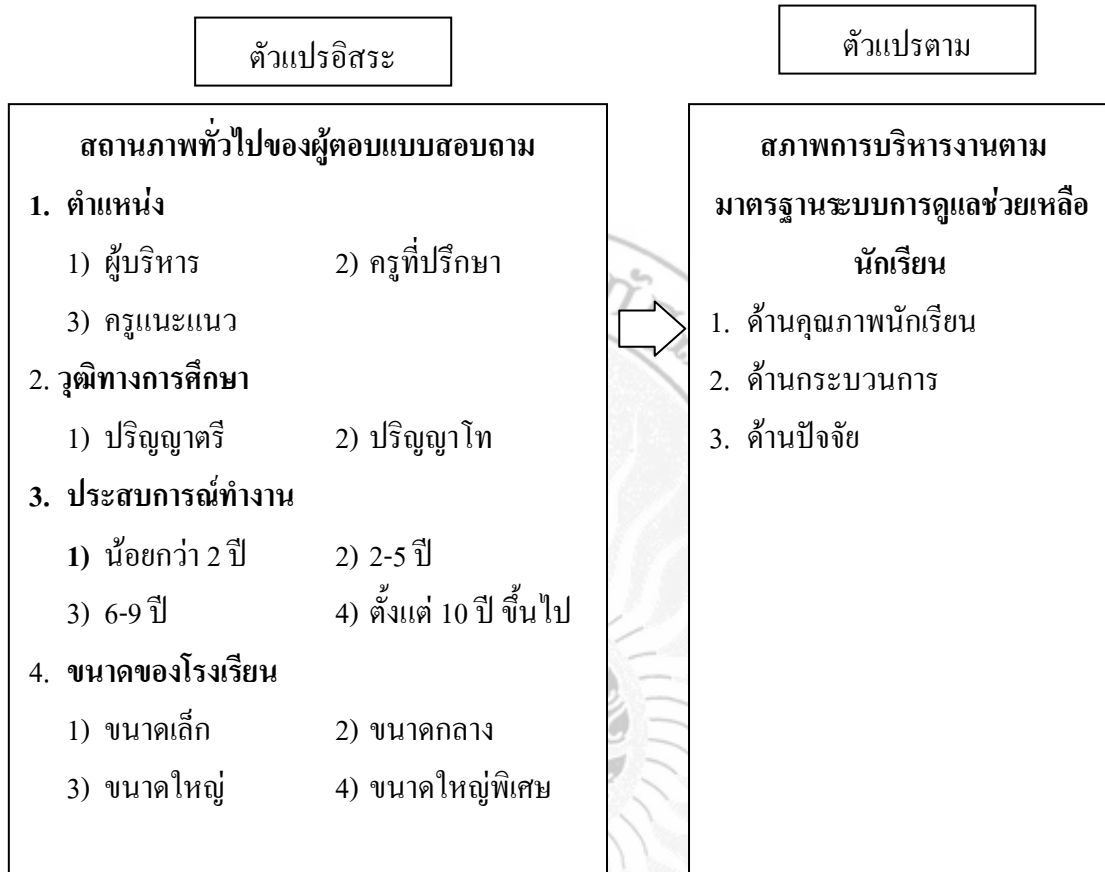 ตัวแปรอิสระ
ตัวแปรตาม
สถานภาพทั่วไปของผู้ตอบแบบสอบถาม
1. ตำแหน่ง
1) ผู้บริหาร 2) ครูที่ปรึกษา
3) ครูแนะแนว
2. วุฒิทางการศึกษา
1) ปริญญาตรี 2) ปริญญาโท
3. ประสบการณ์ทำงาน
1) น้อยกว่า 2 ปี 2) 2-5 ปี
3) 6-9 ปี 4) ตั้งแต่ 10 ปี ขึ้นไป
4. ขนาดของโรงเรียน
1) ขนาดเล็ก 2) ขนาดกลาง
3) ขนาดใหญ่ 4) ขนาดใหญ่พิเศษ
สภาพการบริหารงานตาม
มาตรฐานระบบการดูแลช่วยเหลือ
นักเรียน
1. ด้านคุณภาพนักเรียน
2. ด้านกระบวนการ
3. ด้านปัจจัย